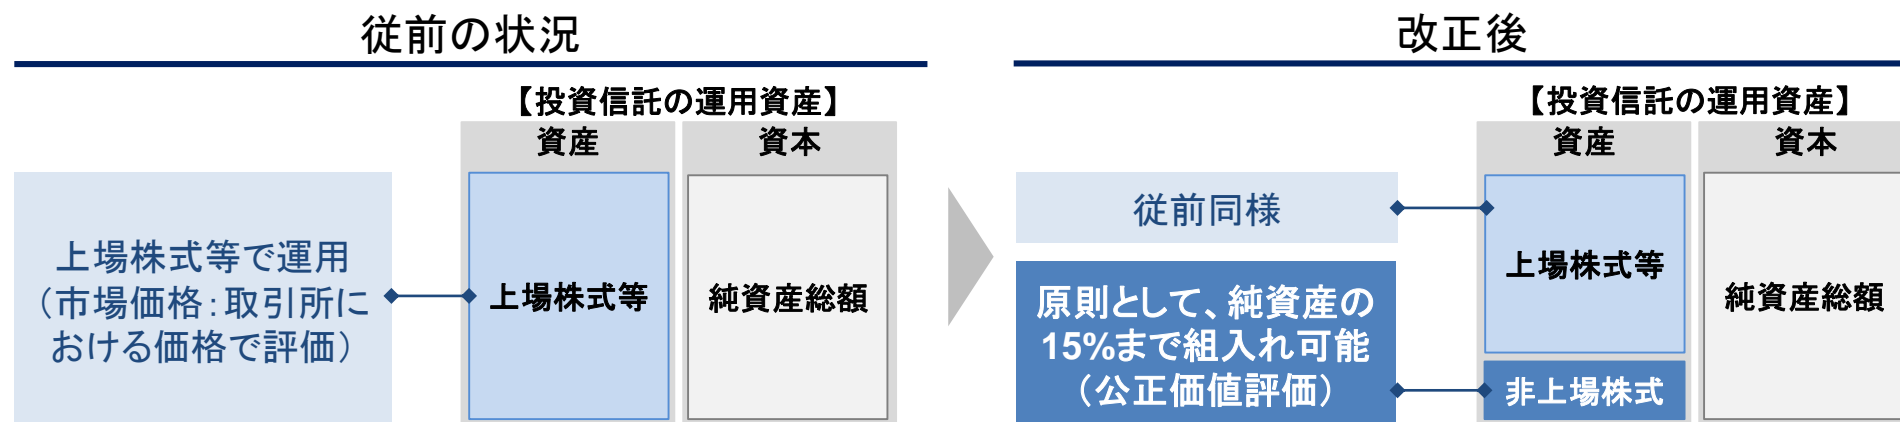 従前の状況
【投資信託の運用資産】
資産
資本
上場株式等で運用
（市場価格：取引所に
おける価格で評価）
上場株式等
純資産総額
改正後
【投資信託の運用資産】
資産
資本
従前同様
上場株式等
純資産総額
原則として、純資産の
15%まで組入れ可能
（公正価値評価）
非上場株式